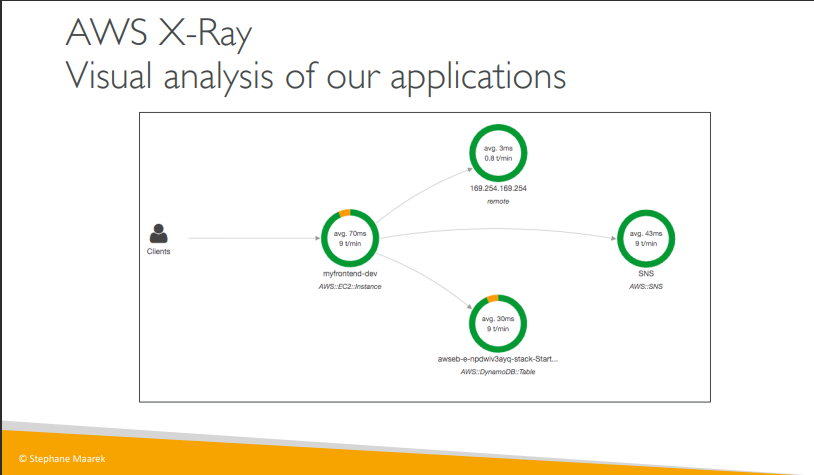 AWS X-Ray
Visual analysis of our applications
avg. 3ms
0.8 t/min
169.254.169.254
remote
avg. 70ms
9 t/min
myfrontend-dev
AWS::EC2::Instance
Clients
avg. 43ms
9 t/min
SNS
AWS::SNS
avg. 30ms
9 t/min
awseb-e-npdwiv3ayq-stack-Start...
AWS::DynamoDB::Table
© Stephane Maarek